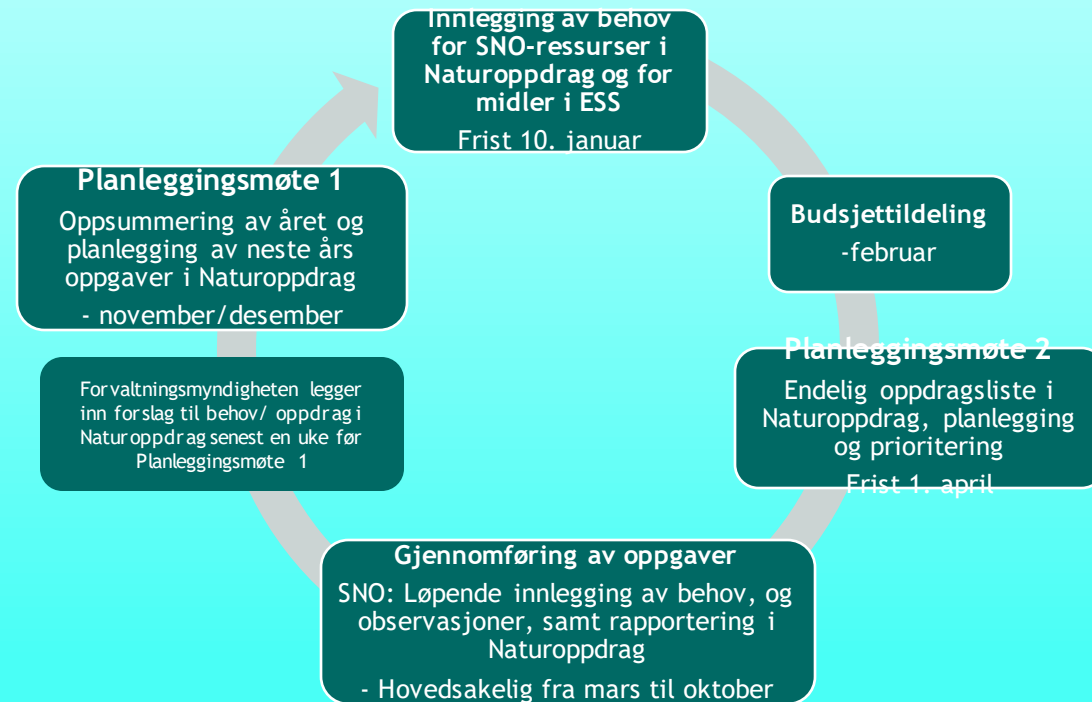 Innlegging av behov
for SNO-ressurser i
Naturoppdrag og for
midler i ESS
Frist 10. januar
Budsjettildeling
-februar
Planleggingsmøte 2
Endelig oppdragsliste i
Naturoppdrag, planlegging
og prioritering
Frist 1. april
Gjennomføring av oppgaver
SNO: Løpende innlegging av behov, og
observasjoner, samt rapportering i
Naturoppdrag
- Hovedsakelig fra mars til oktober
Forvaltningsmyndigheten legger
inn forslag til behov/ oppdrag i
Naturoppdrag senest en uke før
Planleggingsmøte 1
Planleggingsmøte 1
Oppsummering av året og
planlegging av neste års
oppgaver i Naturoppdrag
- november/desember